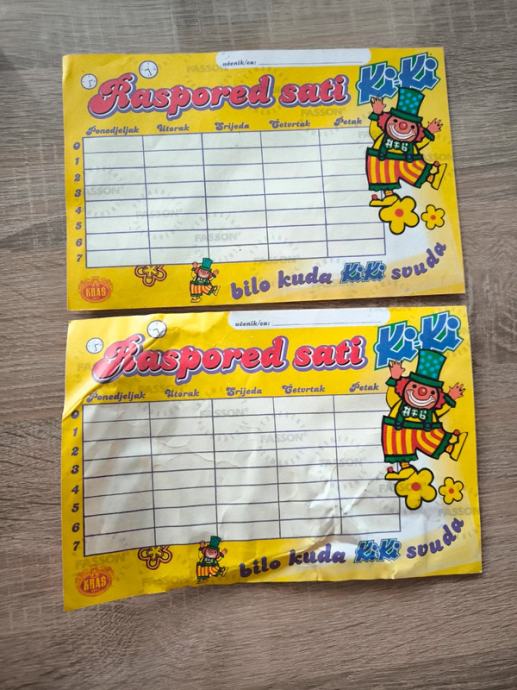 učenik/ca:
Raspored sati Ki-Ki
Ponedjeljak Utorak Srijeda Četvrtak Petak
0
1
2
3
4
5
6
7
KRAŠ
bilo kuda Ki-Ki svuda
FASSON
učenik/ca:
Raspored sati Ki-Ki
Ponedjeljak Utorak Srijeda Četvrtak Petak
0
1
2
3
4
5
6
7
KRAŠ
bilo kuda Ki-Ki svuda
FASSON